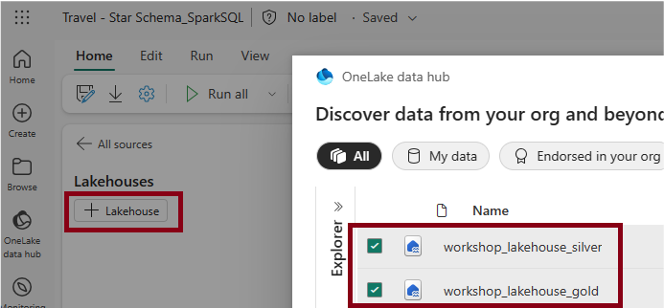 Travel - Star Schema_SparkSQL
No label
Saved
Home
Edit
Run
View
Run all
Home
Create
Browse
OneLake
data hub
Monitoring
All sources
Lakehouses
Lakehouse
OneLake data hub
Discover data from your org and beyond
All
My data
Endorsed in your org
Explorer
Name
workshop_lakehouse_silver
workshop_lakehouse_gold